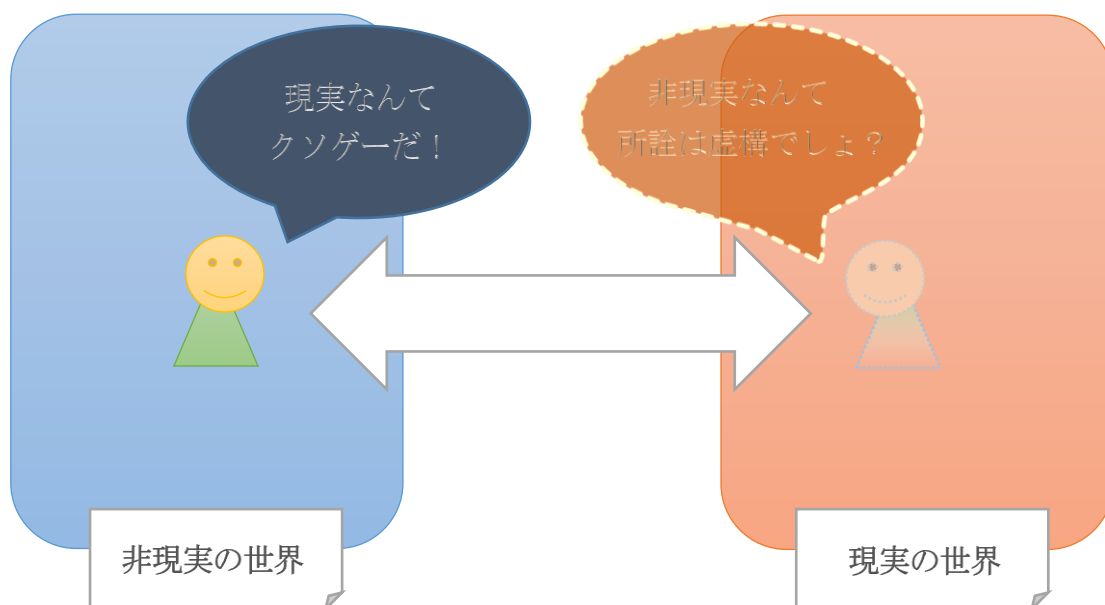 現実なんて
クソゲーだ！
非現実なんて
所詮は虚構でしょ？
非現実の世界
現実の世界